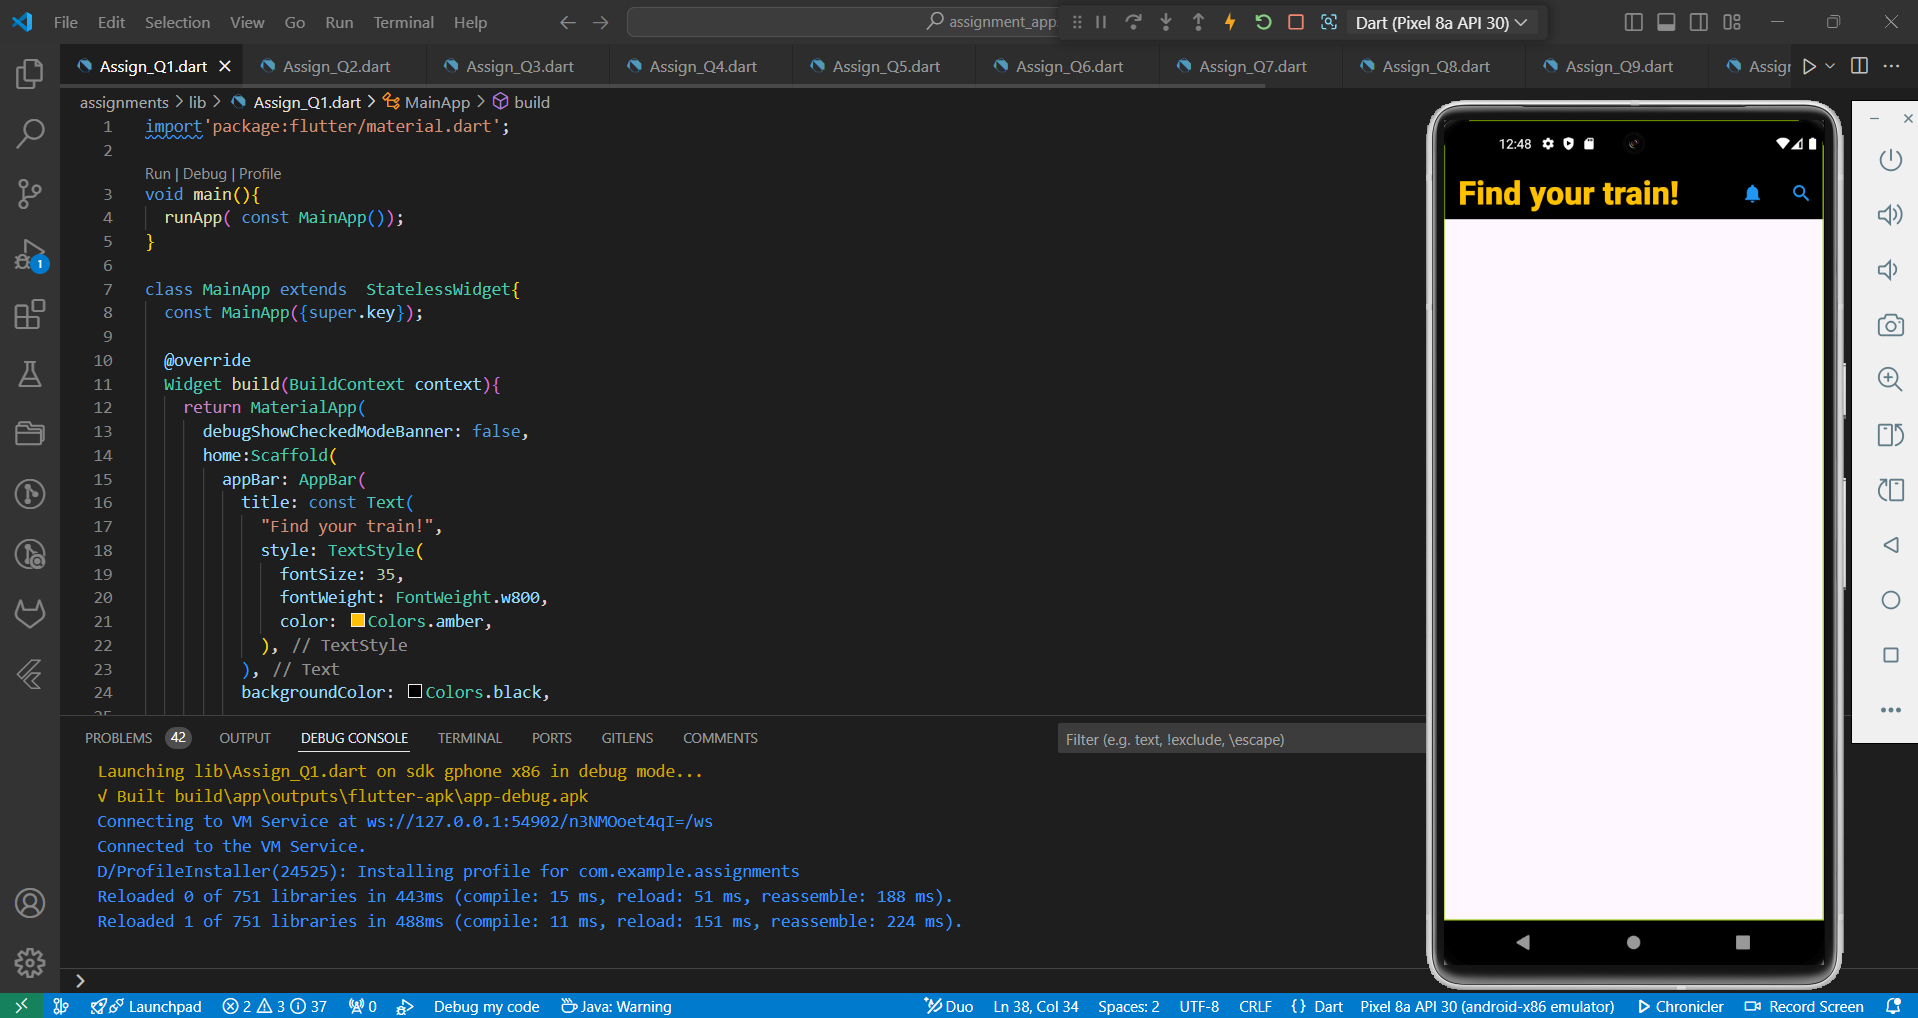 File Edit Selection View Go Run Terminal Help
assignment_app
Dart (Pixel 8a API 30)
Assign_Q1.dart Assign_Q2.dart Assign_Q3.dart Assign_Q4.dart Assign_Q5.dart Assign_Q6.dart Assign_Q7.dart Assign_Q8.dart Assign_Q9.dart Assign
assignments > lib > Assign_Q1.dart > MainApp > build
1 import'package:flutter/material.dart';
2
Run | Debug | Profile
3 void main(){
4 runApp( const MainApp());
5 }
6
7 class MainApp extends  StatelessWidget{
8 const MainApp({super.key});
9
10 @override
11 Widget build(BuildContext context){
12 return MaterialApp(
13 debugShowCheckedModeBanner: false,
14 home:Scaffold(
15 appBar: AppBar(
16 title: const Text(
17 "Find your train!",
18 style: TextStyle(
19 fontSize: 35,
20 fontWeight: FontWeight.w800,
21 color: Colors.amber,
22 ), // TextStyle
23 ), // Text
24 backgroundColor: Colors.black,
25
12:48
Find your train!
1
PROBLEMS 42 OUTPUT DEBUG CONSOLE TERMINAL PORTS GITLENS COMMENTS
Filter (e.g. text, !exclude, \escape)
Launching lib\Assign_Q1.dart on sdk gphone x86 in debug mode...
√ Built build\app\outputs\flutter-apk\app-debug.apk
Connecting to VM Service at ws://127.0.0.1:54902/n3NMOoet4qI=/ws
Connected to the VM Service.
D/ProfileInstaller(24525): Installing profile for com.example.assignments
Reloaded 0 of 751 libraries in 443ms (compile: 15 ms, reload: 51 ms, reassemble: 188 ms).
Reloaded 1 of 751 libraries in 488ms (compile: 11 ms, reload: 151 ms, reassemble: 224 ms).
>
Launchpad 2 3 37 0 Debug my code Java: Warning Duo Ln 38, Col 34 Spaces: 2 UTF-8 CRLF {} Dart Pixel 8a API 30 (android-x86 emulator) Chronicler Record Screen